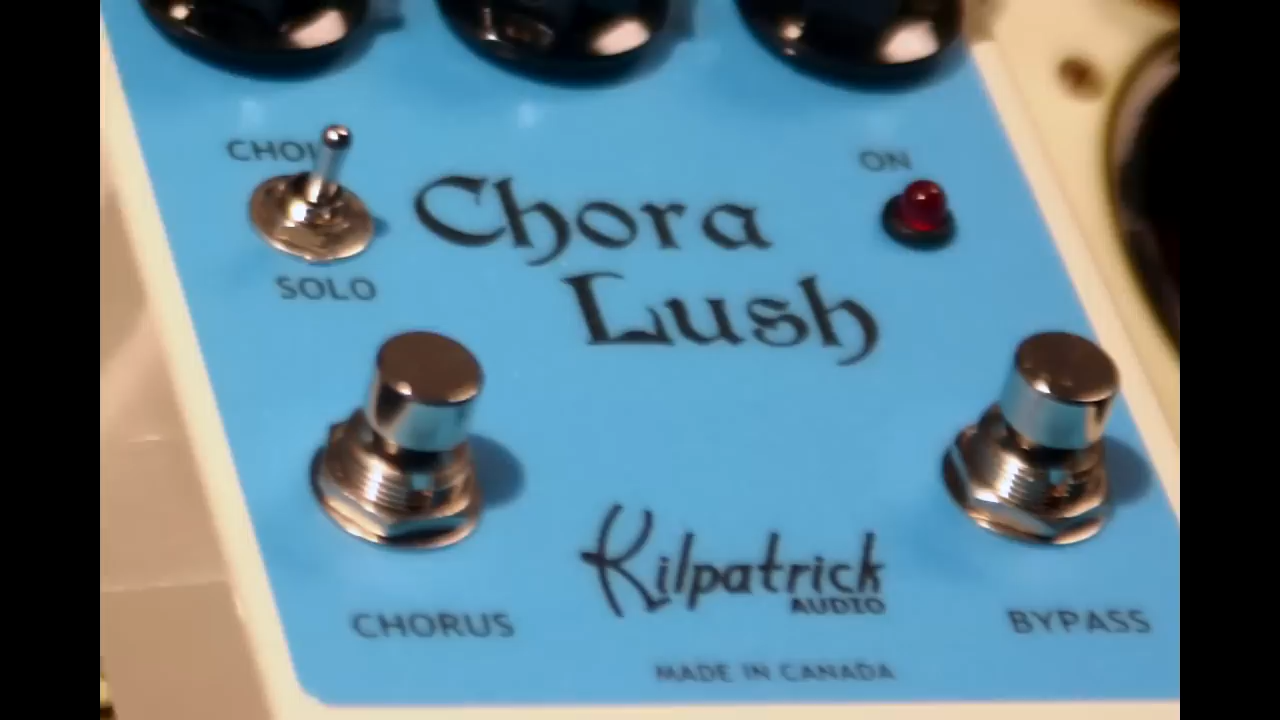 ON
Chora
SOLO
Lush
Kilpatrick
AUDIO
CHORUS
BYPASS
MADE IN CANADA